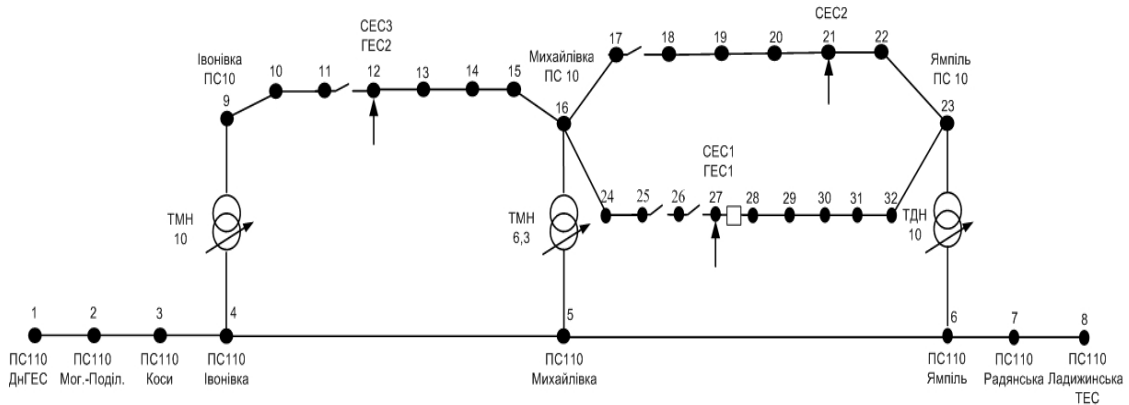 СЕС3
ГЕС2
Івонівка
ПС10
9
10
11
12
13
14
15
Михайлівка
ПС 10
16
17
18
19
20
СЕС2
21
22
Ямпіль
ПС 10
23
СЕС1
ГЕС1
24
25
26
27
28
29
30
31
32
ТМН
10
ТМН
6,3
ТДН
10
1
2
3
4
5
6
7
8
ПС110
ДнГЕС
ПС110
Мог.-Поділ.
ПС110
Коси
ПС110
Івонівка
ПС110
Михайлівка
ПС110
Ямпіль
ПС110
Радянська
ПС110
Ладижинська
ТЕС